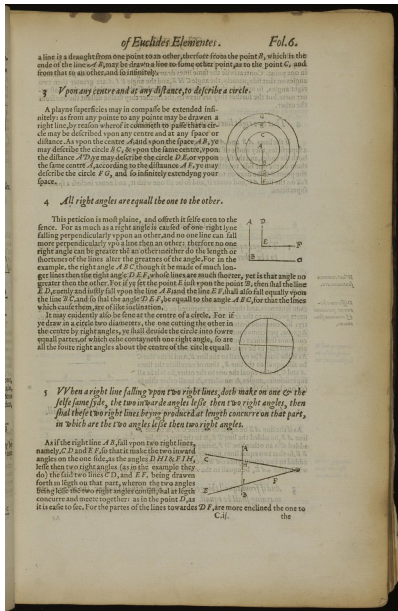 of Euclides Elementes. Fol.6.
a line is a draught from one point to an other, therfore from the point B, which is the
ende of the line A B, may be drawn a line to some other point, as to the point C, and
from that to an other, and so infinitely.
3 Vpon any centre and at any distance, to describe a circle.
A playne superficies may in compasse be extended infi-
nitely: as from any pointe to any pointe may be drawen a
right line, by reason wherof it commeth to passe that a cir-
cle may be described vpon any centre and at any space or
distance. As vpon the centre A, and vpon the space A B, ye
may describe the circle B C, & vpon the same centre, vpon
the distance A D, ye may describe the circle D E, or vppon
the same centre A, according to the distaunce A F, ye may
describe the circle F G, and so infinitely extendyng your
space.
4 All right angles are equall the one to the other.
This peticion is most plaine, and offreth it selfe euen to the
sence. For as much as a right angle is caused of one right lyne
falling perpendicularly vppon an other, and no one line can fall
more perpendicularly vpō a line then an other: therfore no one
right angle can be greater thē an other: neither do the length or
shortenes of the lines alter the greatnes of the angle. For in the
example, the right angle A B C, though it be made of much lon-
ger lines then the right angle D E F, whose lines are much shorter, yet is that angle no
greater then the other. For if ye set the point E iust vpon the point B, then shal the line
E D, euenly and iustly fall vpon the line A B, and the line E F, shall also fall equally vpon
the line B C, and so shal the angle D E F, be equall to the angle A B C, for that the lines
which cause them, are of like inclination.
It may euidently also be sene at the centre of a circle. For if
ye draw in a circle two diameters, the one cutting the other in
the centre by right angles, ye shall deuide the circle into fowre
equall partes, of which eche contayneth one right angle, so are
all the foure right angles about the centre of the circle equall.
5 VVhen a right line falling vpon two right lines, doth make on one & the
selfe same syde, the two inwarde angles lesse then two right angles, then
shal these two right lines beyng produced at length concurre on that part,
in which are the two angles lesse then two right angles.
As if the right line A B, fall vpon two right lines,
namely, C D and E F, so that it make the two inward
angles on the one side, as the angles D H I & F I H,
lesse then two right angles (as in the example they
do) the said two lines C D, and E F, being drawen
forth in lēgth on that part, wheron the two angles
being lesse thē two right angles consist, shal at lēgth
concurre and meete together: as in the point D, as
it is easie to see. For the partes of the lines towardes D F, are more enclined the one to
C.ij. the